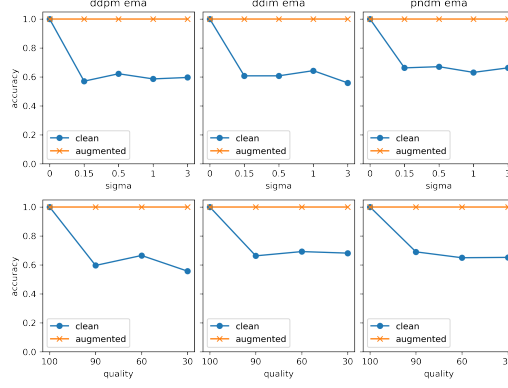 ddpm ema
ddim ema
pndm ema
accuracy
1.0
0.8
0.6
0.4
0.2
0.0
clean
augmented
clean
augmented
clean
augmented
0 0.15 0.5 1 3
0 0.15 0.5 1 3
0 0.15 0.5 1 3
sigma
sigma
sigma
accuracy
1.0
0.8
0.6
0.4
0.2
0.0
clean
augmented
clean
augmented
clean
augmented
100 90 60 30
100 90 60 30
100 90 60 30
quality
quality
quality